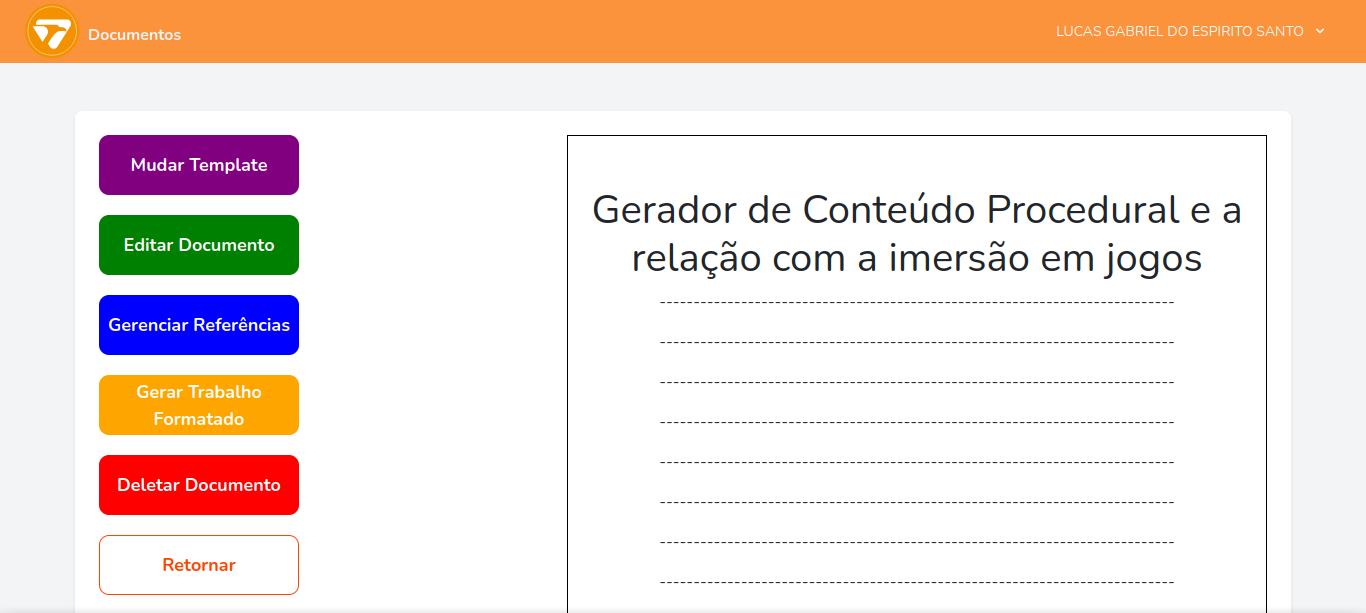 Documentos
LUCAS GABRIEL DO ESPIRITO SANTO
Mudar Template
Editar Documento
Gerenciar Referências
Gerar Trabalho
Formatado
Deletar Documento
Retornar
Gerador de Conteúdo Procedural e a
relação com a imersão em jogos